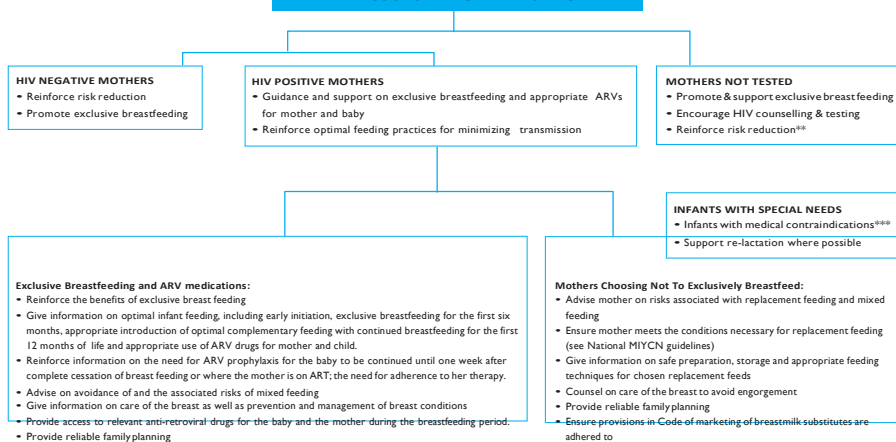 HIV NEGATIVE MOTHERS
• Reinforce risk reduction
• Promote exclusive breastfeeding
HIV POSITIVE MOTHERS
• Guidance and support on exclusive breastfeeding and appropriate ARVs
for mother and baby
• Reinforce optimal feeding practices for minimizing transmission
MOTHERS NOT TESTED
• Promote & support exclusive breast feeding
• Encourage HIV counselling & testing
• Reinforce risk reduction**
INFANTS WITH SPECIAL NEEDS
• Infants with medical contraindications***
• Support re-lactation where possible
Exclusive Breastfeeding and ARV medications:
• Reinforce the benefits of exclusive breast feeding
• Give information on optimal infant feeding, including early initiation, exclusive breastfeeding for the first six
months, appropriate introduction of optimal complementary feeding with continued breastfeeding for the first
12 months of life and appropriate use of ARV drugs for mother and child.
• Reinforce information on the need for ARV prophylaxis for the baby to be continued until one week after
complete cessation of breast feeding or where the mother is on ART; the need for adherence to her therapy.
• Advise on avoidance of and the associated risks of mixed feeding
• Give information on care of the breast as well as prevention and management of breast conditions
• Provide access to relevant anti-retroviral drugs for the baby and the mother during the breastfeeding period.
• Provide reliable family planning
Mothers Choosing Not To Exclusively Breastfeed:
• Advise mother on risks associated with replacement feeding and mixed
feeding
• Ensure mother meets the conditions necessary for replacement feeding
(see National MIYCN guidelines)
• Give information on safe preparation, storage and appropriate feeding
techniques for chosen replacement feeds
• Counsel on care of the breast to avoid engorgement
• Provide reliable family planning
• Ensure provisions in Code of marketing of breastmilk substitutes are
adhered to